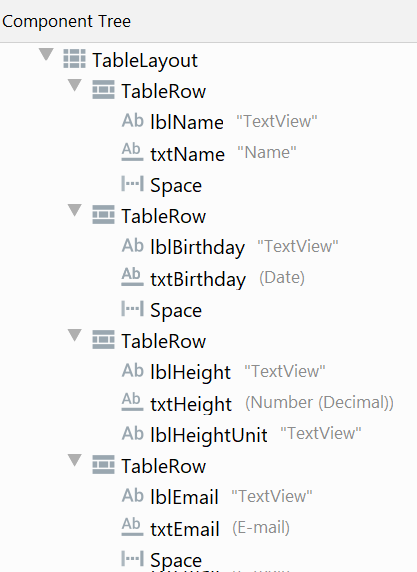 Component Tree
TableLayout
TableRow
Ab lblName "TextView"
Ab txtName "Name"
Space
TableRow
Ab lblBirthday "TextView"
Ab txtBirthday (Date)
Space
TableRow
Ab lblHeight "TextView"
Ab txtHeight (Number (Decimal))
Ab lblHeightUnit "TextView"
TableRow
Ab lblEmail "TextView"
Ab txtEmail (E-mail)
Space